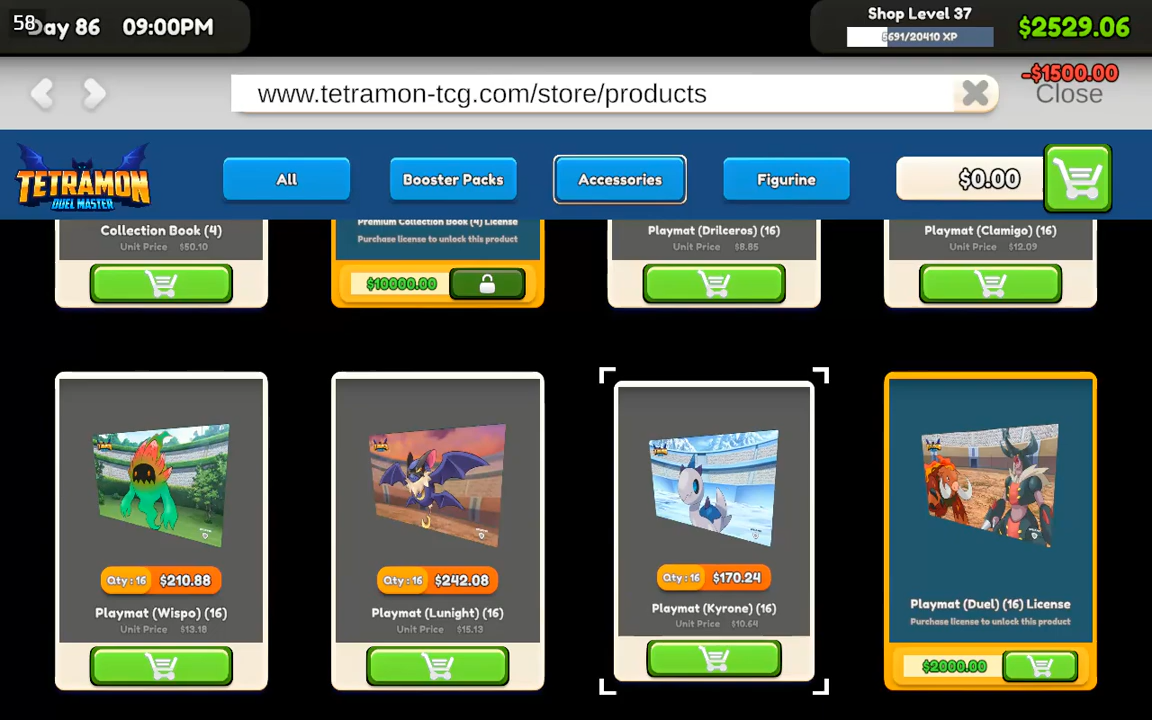 58
Day 86 09:00PM
Shop Level 37
5691/20410 XP
$2529.06
-$1500.00
www.tetramon-tcg.com/store/products
Close
TETRAMON
DUEL MASTER
All
Booster Packs
Accessories
Figurine
$0.00
Collection Book (4)
Unit Price $50.10
Premium Collection Book (4) License
Purchase license to unlock this product
$10000.00
Playmat (Drilceros) (16)
Unit Price $8.85
Playmat (Clamigo) (16)
Unit Price $12.09
Qty : 16 $210.88
Playmat (Wispo) (16)
Unit Price $13.18
Qty : 16 $242.08
Playmat (Lunight) (16)
Unit Price $15.13
Qty : 16 $170.24
Playmat (Kyrone) (16)
Unit Price $10.64
Playmat (Duel) (16) License
Purchase license to unlock this product
$2000.00